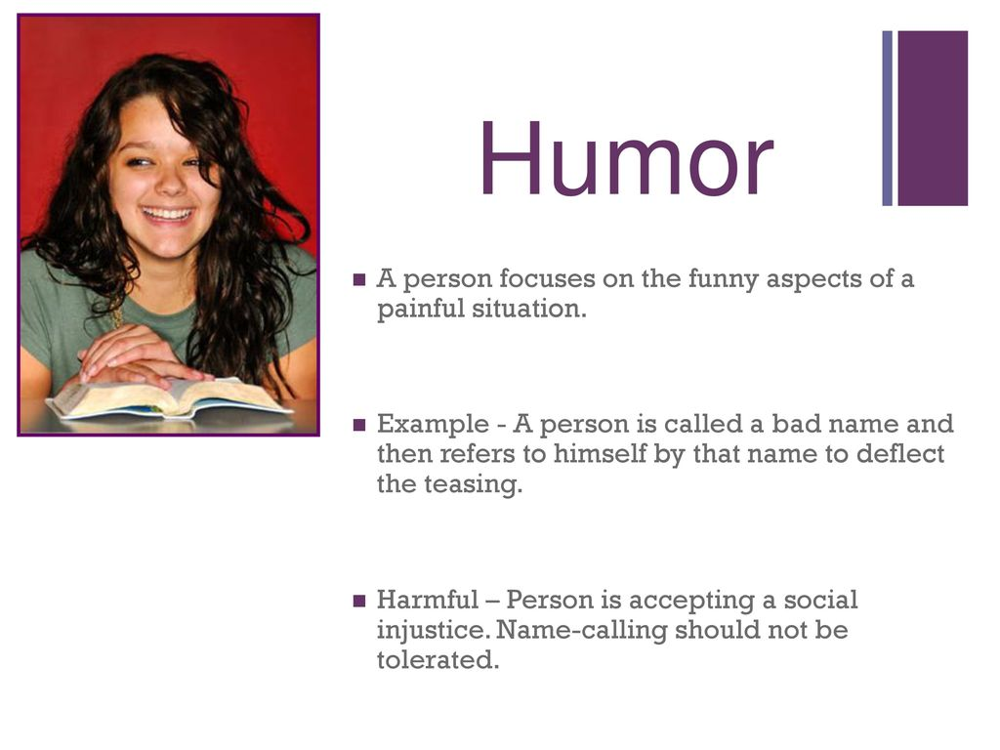 Humor
A person focuses on the funny aspects of a
painful situation.
Example - A person is called a bad name and
then refers to himself by that name to deflect
the teasing.
Harmful – Person is accepting a social
injustice. Name-calling should not be
tolerated.